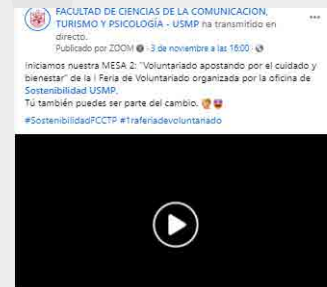 FACULTAD DE CIENCIAS DE LA COMUNICACIÓN,
TURISMO Y PSICOLOGÍA - USMP ha transmitido en
directo.
Publicado por ZOOM · 3 de noviembre a las 16:00 ·
Iniciamos nuestra MESA 2: "Voluntariado apostando por el cuidado y
bienestar" de la I Feria de Voluntariado organizada por la oficina de
Sostenibilidad USMP.
Tú también puedes ser parte del cambio.
#SostenibilidadFCCTP #1raferiadevoluntariado